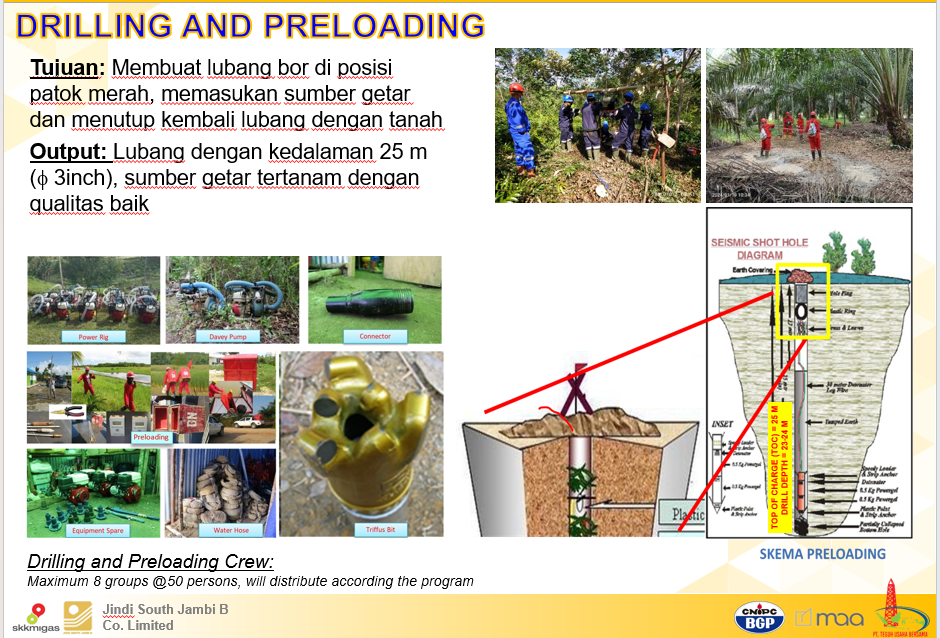 DRILLING AND PRELOADING
Tujuan: Membuat lubang bor di posisi
patok merah, memasukan sumber getar
dan menutup kembali lubang dengan tanah
Output: Lubang dengan kedalaman 25 m
(ϕ 3inch), sumber getar tertanam dengan
qualitas baik
Power Rig
Davey Pump
Connector
Preloading
Equipment Spare
Water Hose
Triffus Bit
SEISMIC SHOT HOLE
DIAGRAM
Earth Covering
Hole Plug
Plastic Ring
Grass & Leaves
30 meter Detonator
Leg Wire
Tamped Earth
TOP OF CHARGE (TOC) = 25 M
DRILL DEPTH = 23-24 M
INSET
Speedy Loader
& Strip Anchor
Detonator
0.5 Kg Powergel
0.5 Kg Powergel
Plastic Point
& Strip Anchor
Speedy Loader
& Strip Anchor
Detonator
0.5 Kg Powergel
0.5 Kg Powergel
Plastic Point
& Strip Anchor
Partially Collapsed
Bottom Hole
Plastic
SKEMA PRELOADING
Drilling and Preloading Crew:
Maximum 8 groups @50 persons, will distribute according the program
skkmigas
Jindi South Jambi B
Co. Limited
CNPC
BGP
maa
PT. TEGUH USAHA BERSAMA